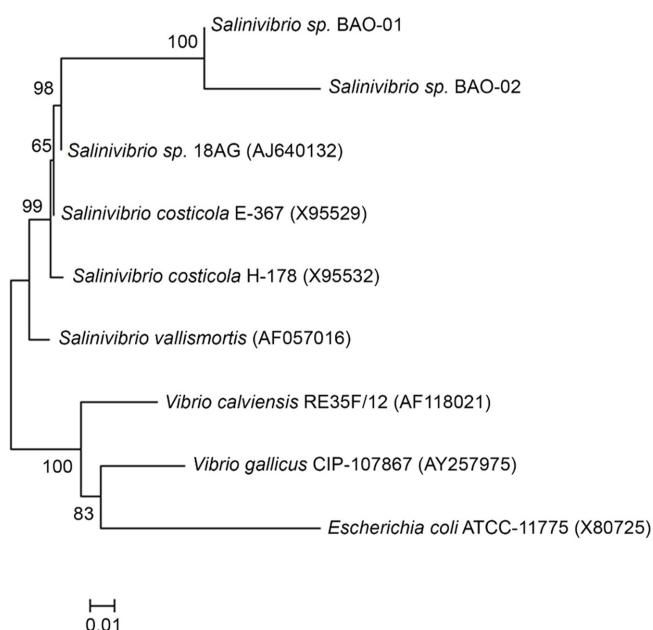 Salinivibrio sp. BAO-01
100
Salinivibrio sp. BAO-02
98
65
Salinivibrio sp. 18AG (AJ640132)
99
Salinivibrio costicola E-367 (X95529)
Salinivibrio costicola H-178 (X95532)
Salinivibrio vallismortis (AF057016)
Vibrio calviensis RE35F/12 (AF118021)
100
Vibrio gallicus CIP-107867 (AY257975)
83
Escherichia coli ATCC-11775 (X80725)
0.01